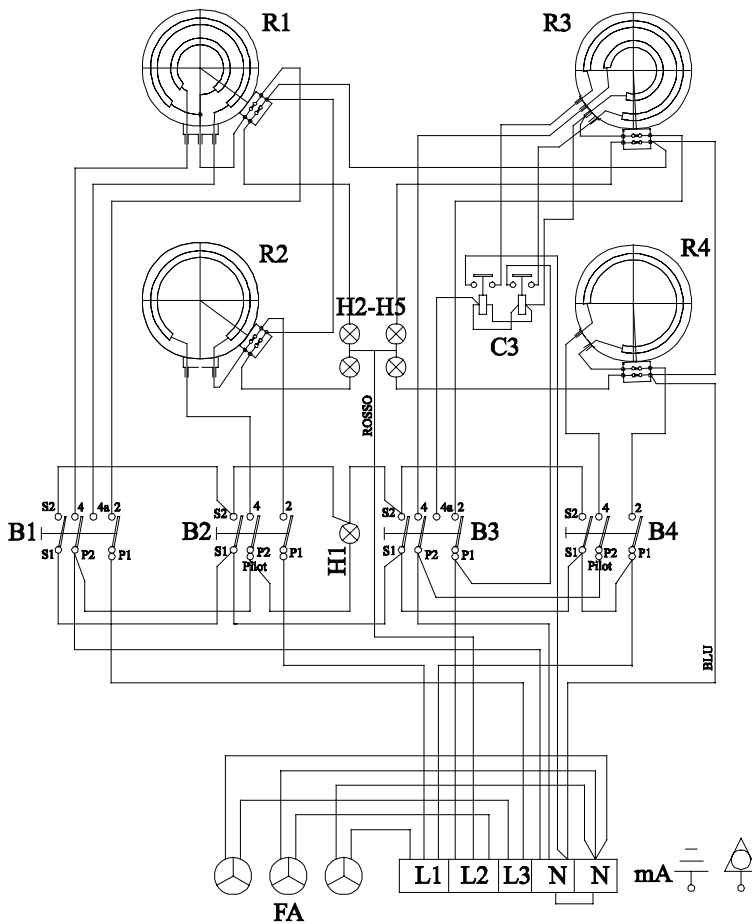 R1
R3
R2
R4
H2-H5
C3
ROSSO
S2
4
4a
2
S2
4
2
S2
4
4a
2
S2
4
2
B1
B2
B3
B4
S1
P2
P1
S1
P2
P1
S1
P2
P1
S1
P2
P1
Pilot
Pilot
H1
BLU
L1
L2
L3
N
N
mA
FA